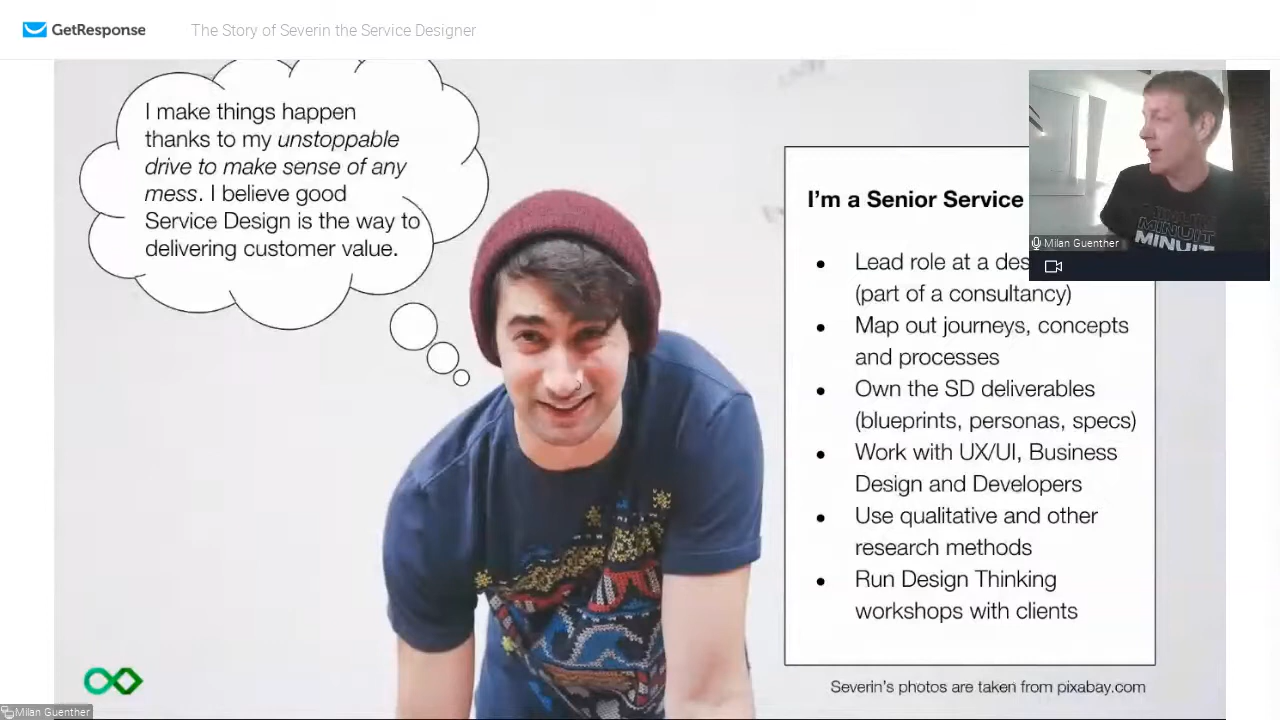 GetResponse
The Story of Severin the Service Designer
I make things happen
thanks to my unstoppable
drive to make sense of any
mess. I believe good
Service Design is the way to
delivering customer value.
I'm a Senior Service
Lead role at a des
(part of a consultancy)
Map out journeys, concepts
and processes
Own the SD deliverables
(blueprints, personas, specs)
Work with UX/UI, Business
Design and Developers
Use qualitative and other
research methods
Run Design Thinking
workshops with clients
MINUIT
MINUIT
Milan Guenther
Severin's photos are taken from pixabay.com
Milan Guenther